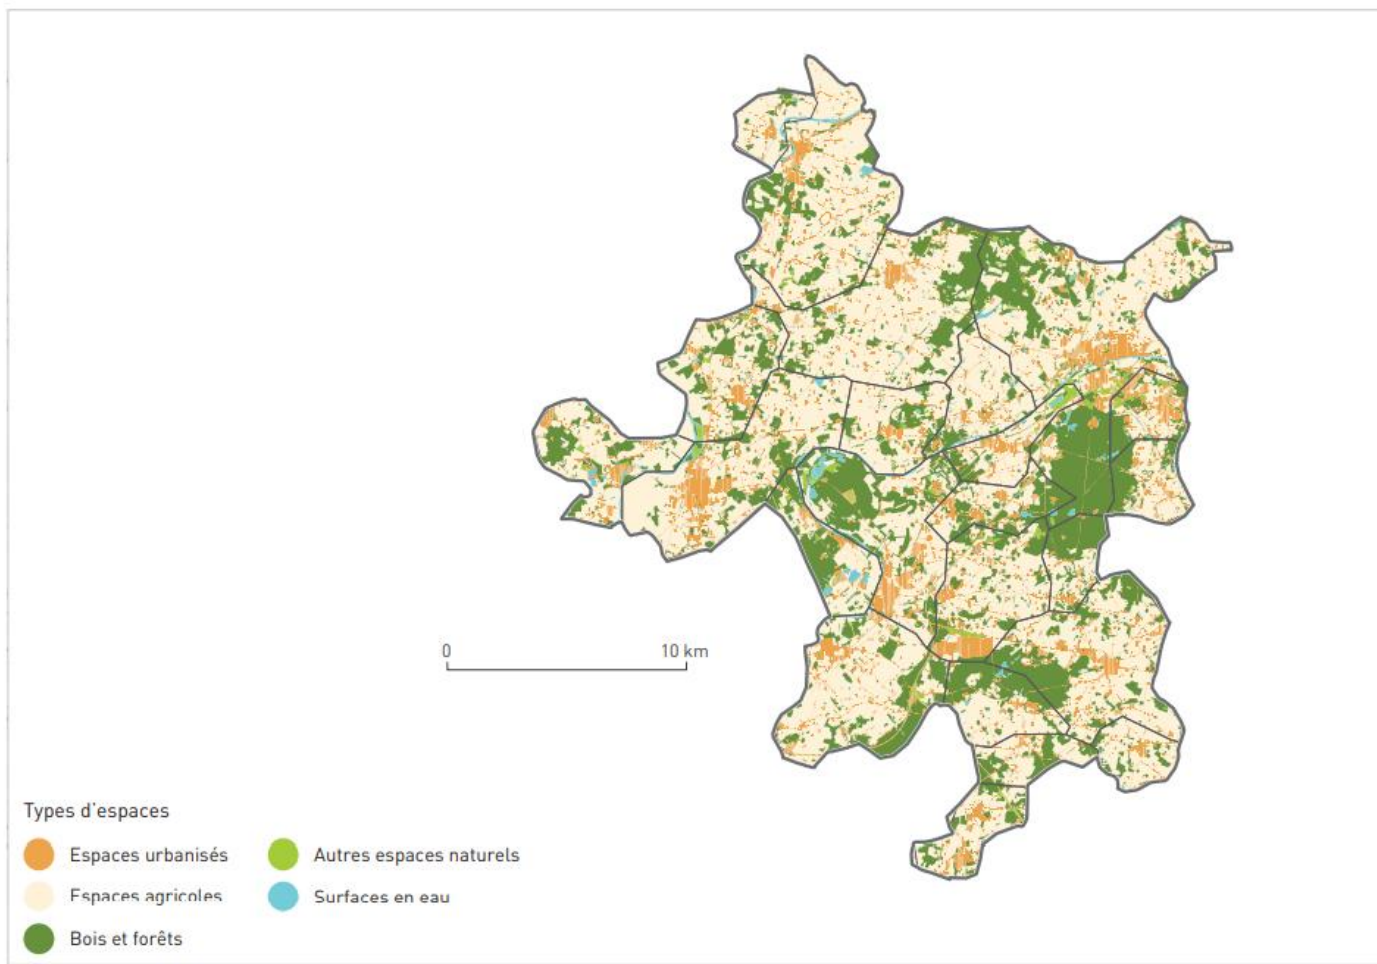 0
10 km
Types d'espaces
Espaces urbanisés
Autres espaces naturels
Espaces agricoles
Surfaces en eau
Bois et forêts